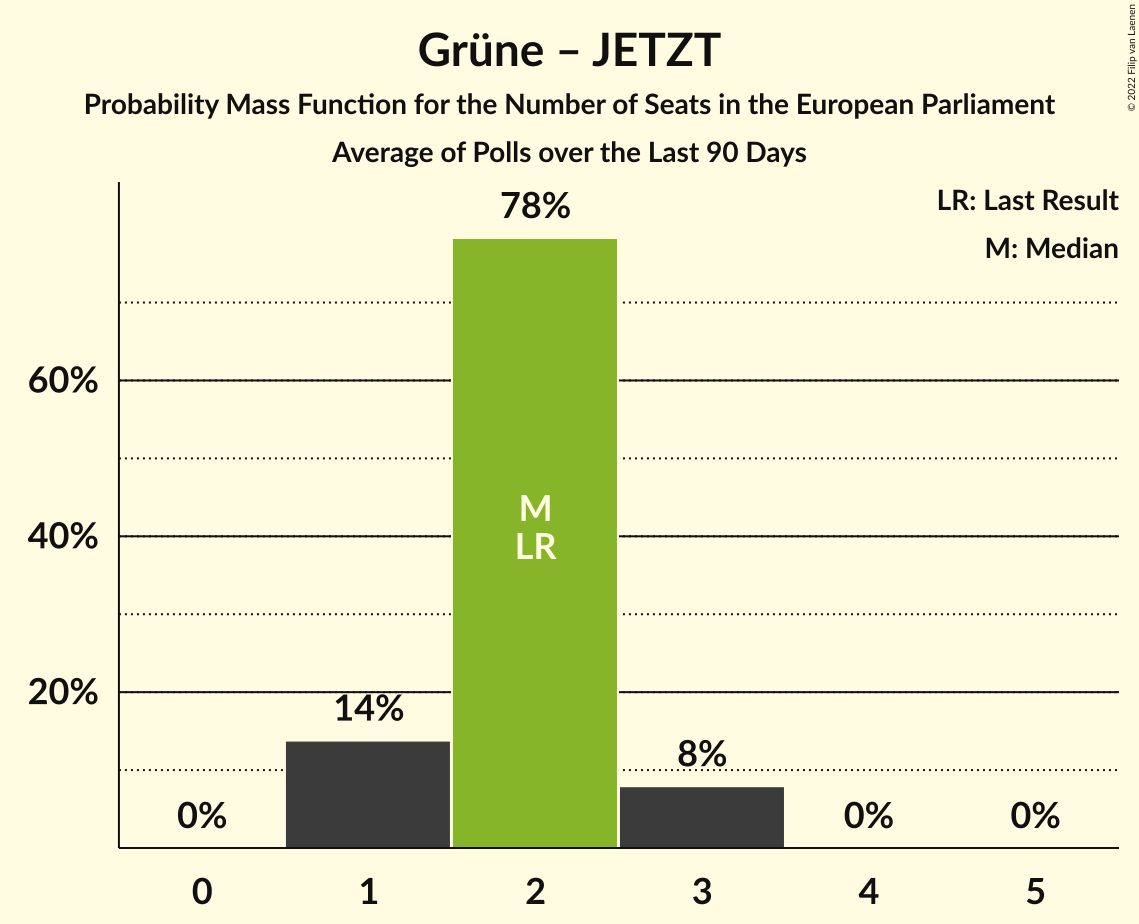 Grüne – JETZT
Probability Mass Function for the Number of Seats in the European Parliament
Average of Polls over the Last 90 Days
© 2022 Filip van Laenen
LR: Last Result
M: Median
78%
60%
40%
20%
M
LR
14%
8%
0%
0%
0%
0
1
2
3
4
5